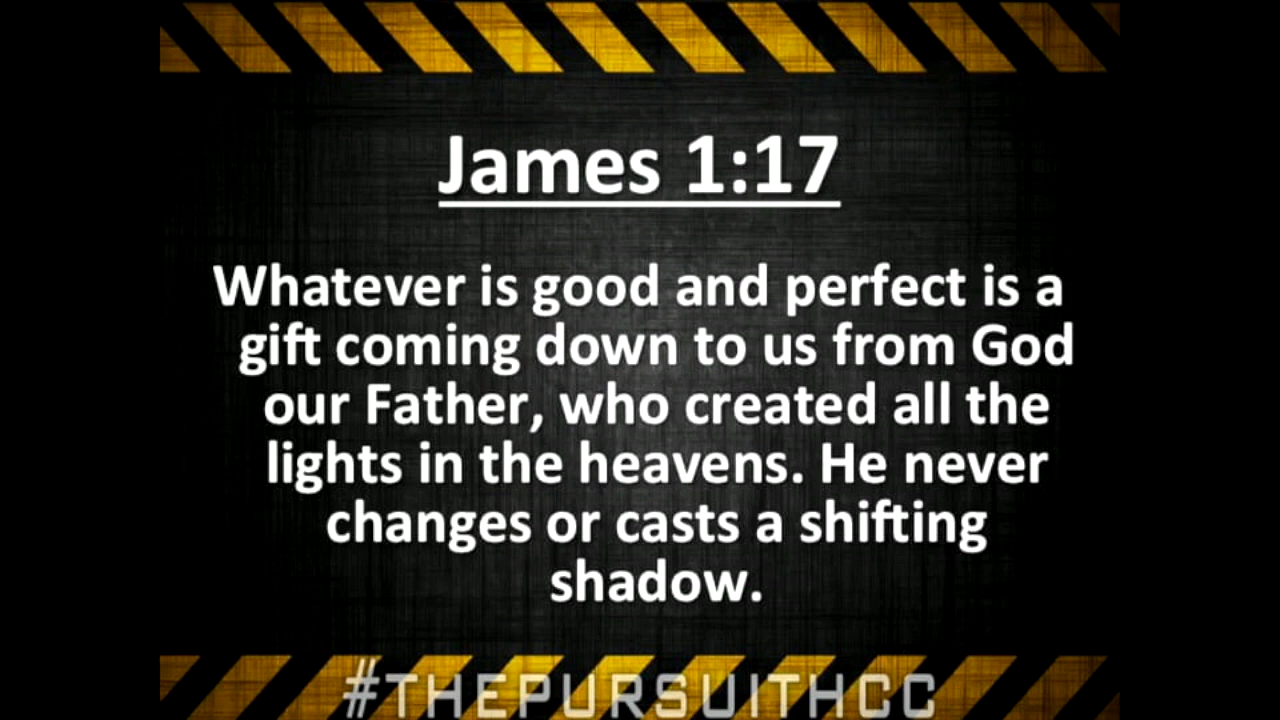 James 1:17
Whatever is good and perfect is a
gift coming down to us from God
our Father, who created all the
lights in the heavens. He never
changes or casts a shifting
shadow.
#THEPURSUITHCC